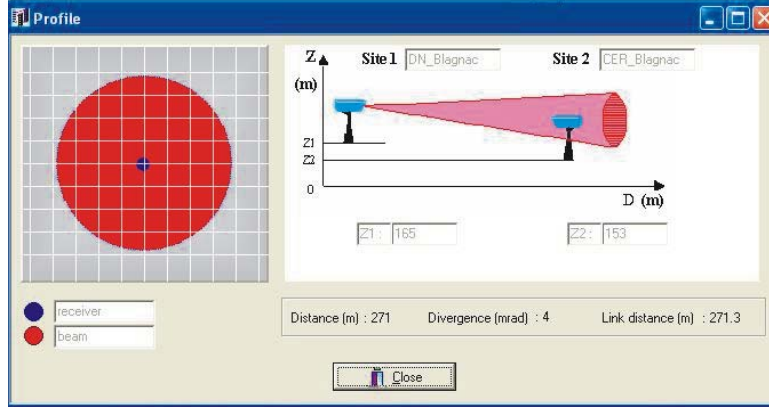 Profile
Z
(m)
Site 1 DN_Blagnac Site 2 CER_Blagnac
Z1
Z2
0
D (m)
Z1 : 165 Z2 : 153
receiver
beam
Distance (m) : 271 Divergence (mrad) : 4 Link distance (m) : 271.3
Close